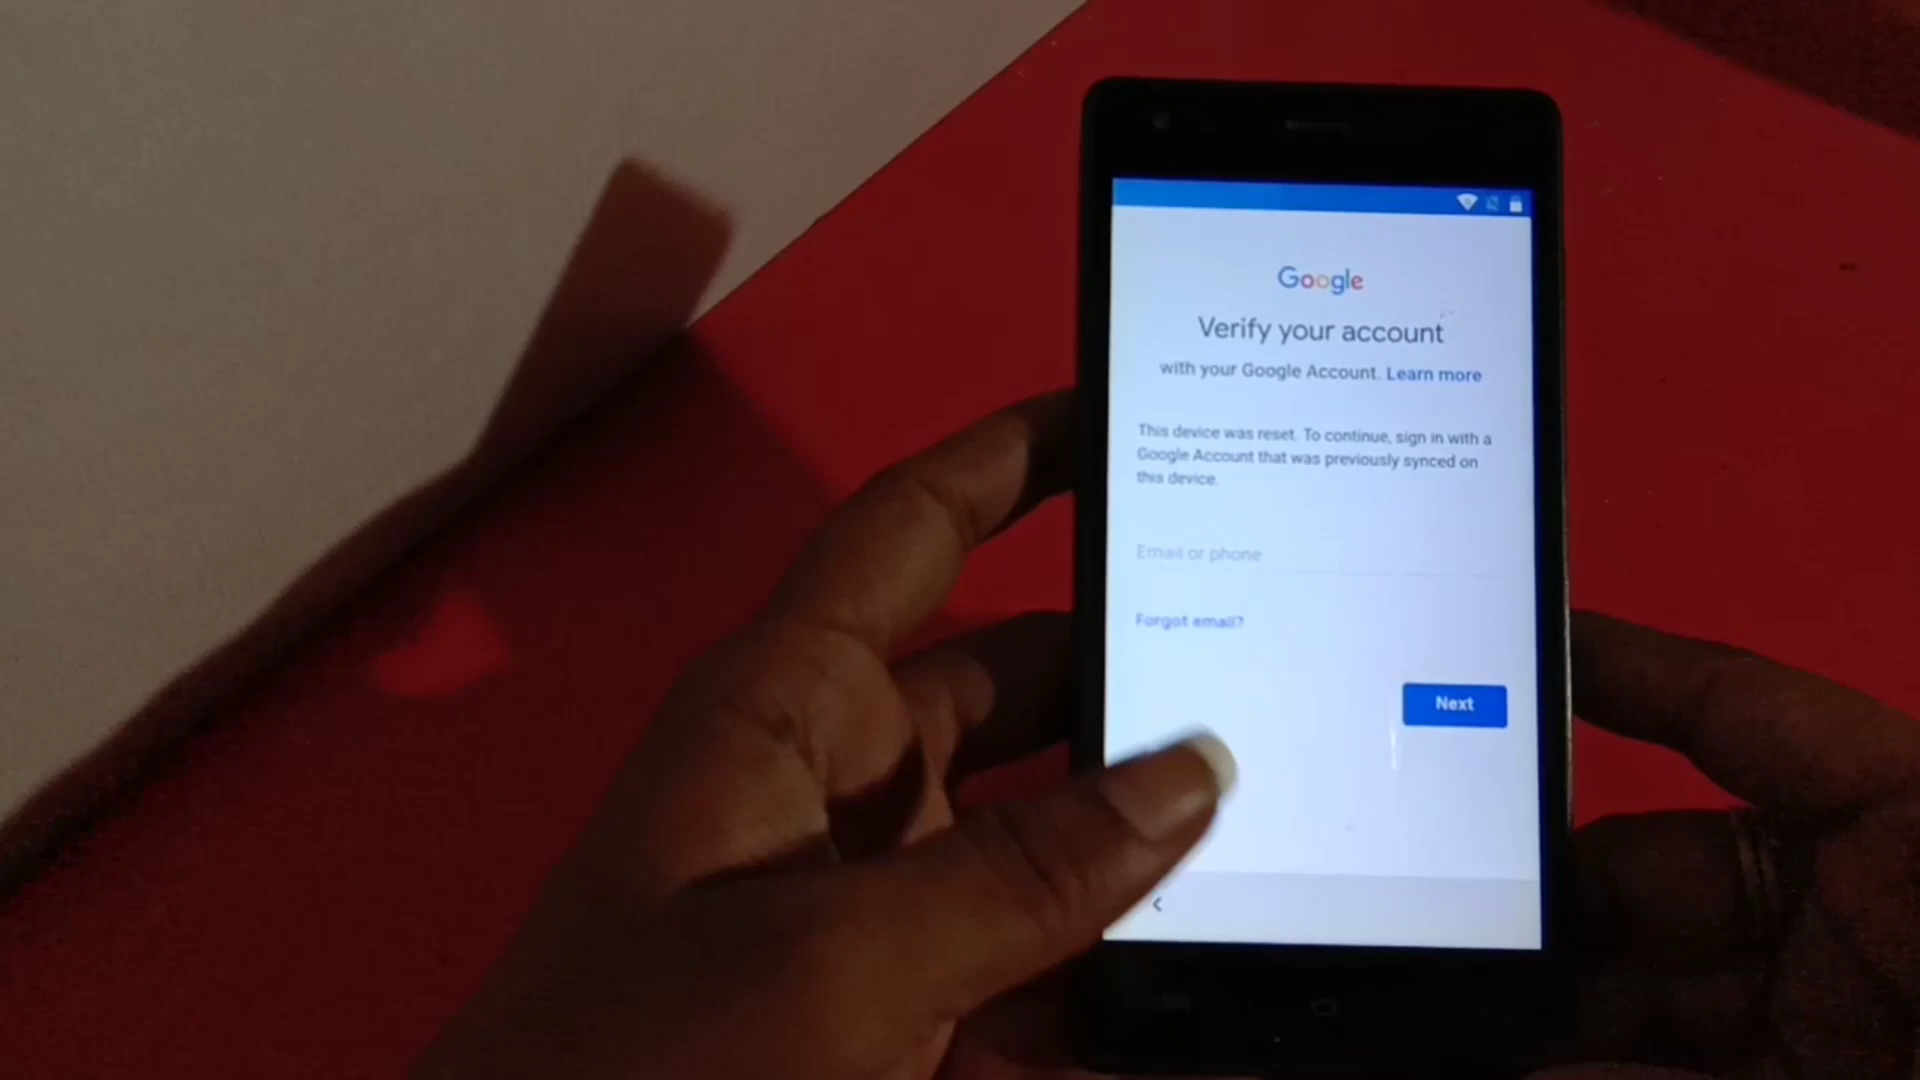 Google
Verify your account
with your Google Account. Learn more
This device was reset. To continue, sign in with a
Google Account that was previously synced on
this device.
Email or phone
Forgot email?
Next